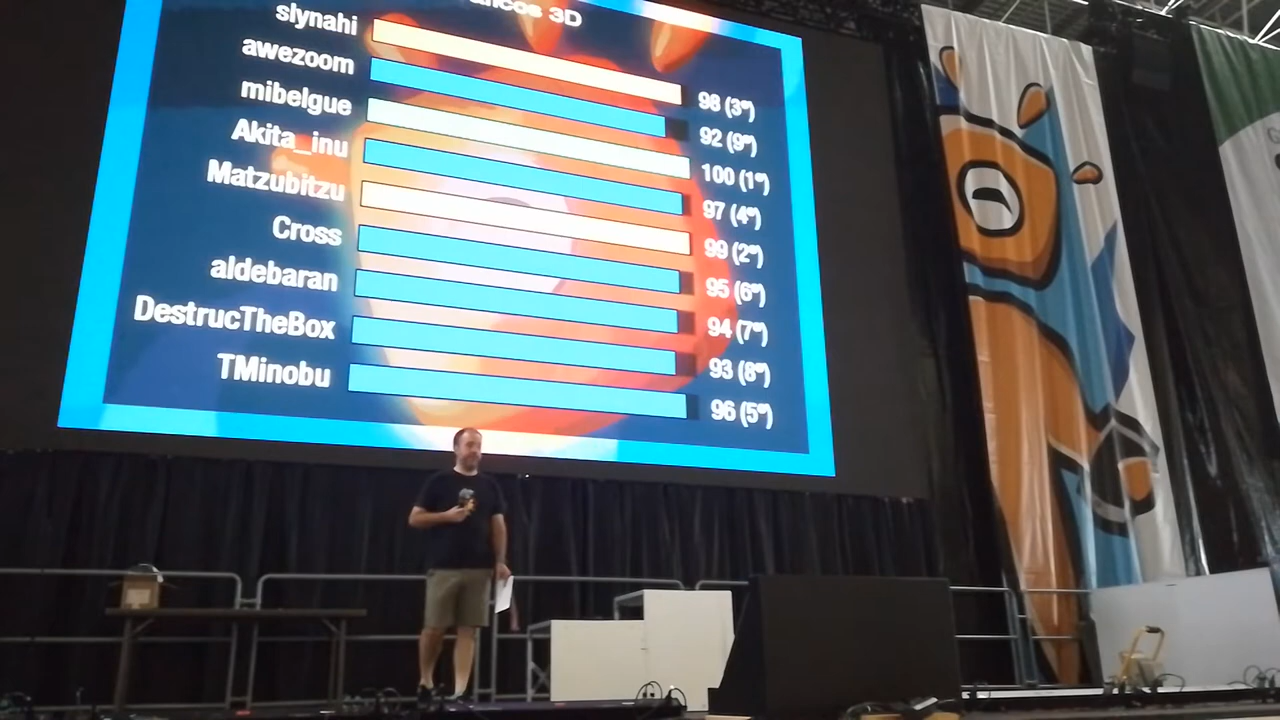 3D
slynahi 98 (3º)
awezoom 92 (9º)
mibelgue 100 (1º)
Akita_inu 97 (4º)
Matzubitzu 99 (2º)
Cross 95 (6º)
aldebaran 94 (7º)
DestrucTheBox 93 (8º)
TMinobu 96 (5º)